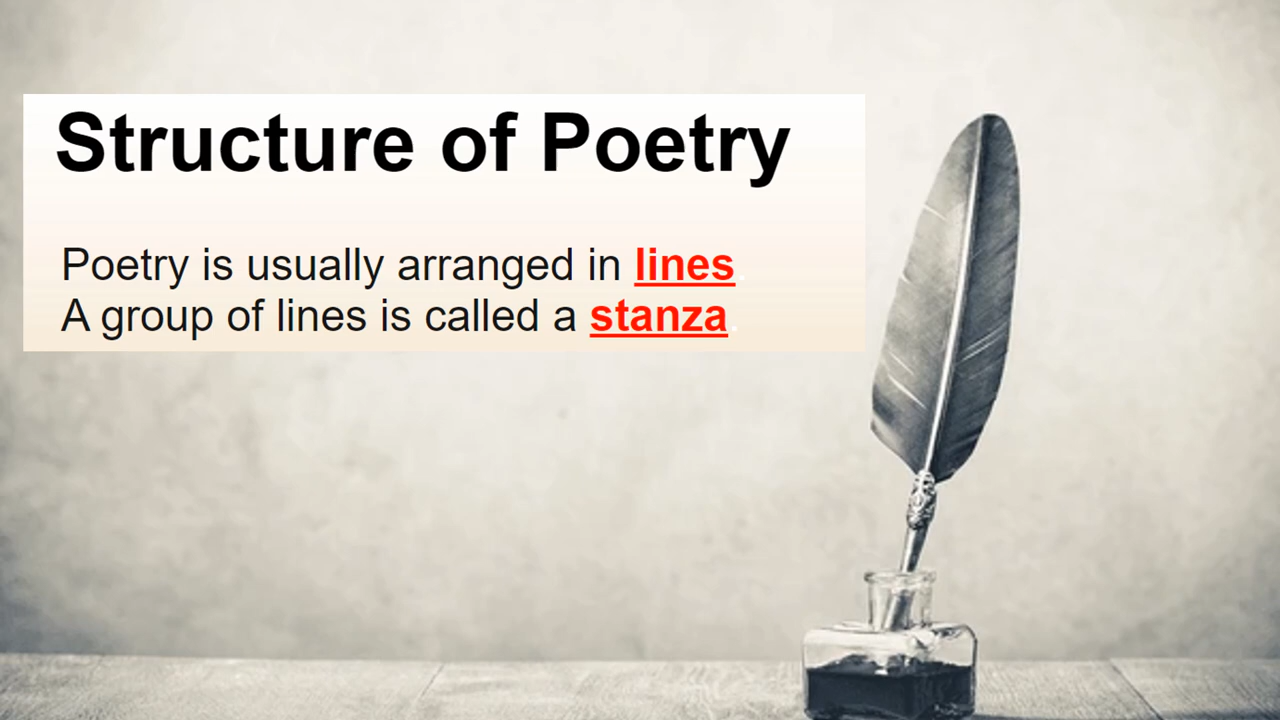 Structure of Poetry
Poetry is usually arranged in lines.
A group of lines is called a stanza.